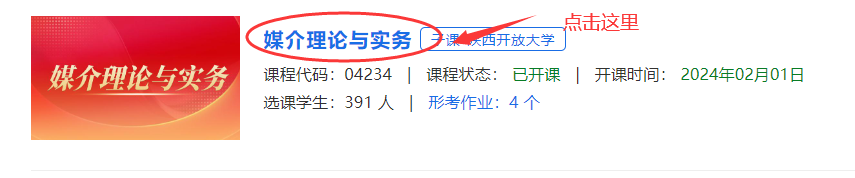 点击这里
媒介理论与实务
媒介理论与实务 开课:陕西开放大学
课程代码：04234 | 课程状态：已开课 | 开课时间：2024年02月01日
选课学生：391 人 | 形考作业：4 个